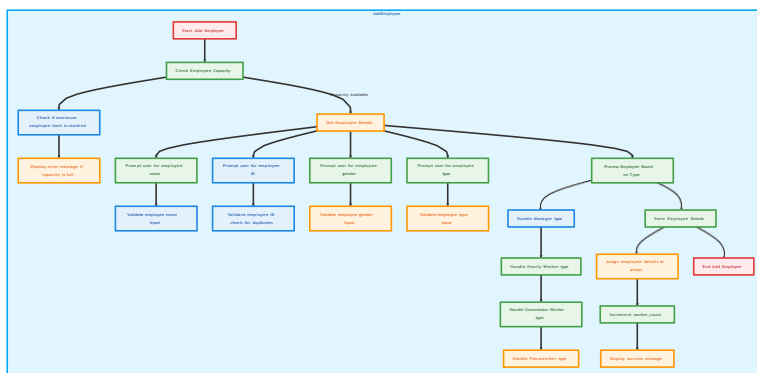 AddEmployee
Start Add Employee
Check Employee Capacity
Capacity Available
Check if maximum
employee limit is reached
Get Employee Details
Display error message if
capacity is full.
Prompt user for employee
name
Prompt user for employee
ID
Prompt user for employee
gender
Prompt user for employee
type
Process Employee Based
on Type
Validate employee name
input
Validate employee ID
check for duplicates
Validate employee gender
input
Validate employee type
input
Handle Manager type
Store Employee Details
Handle Hourly Worker type
Assign employee details to
arrays
End Add Employee
Handle Commission Worker
type
Increment worker_count
Handle Pieceworker type
Display success message